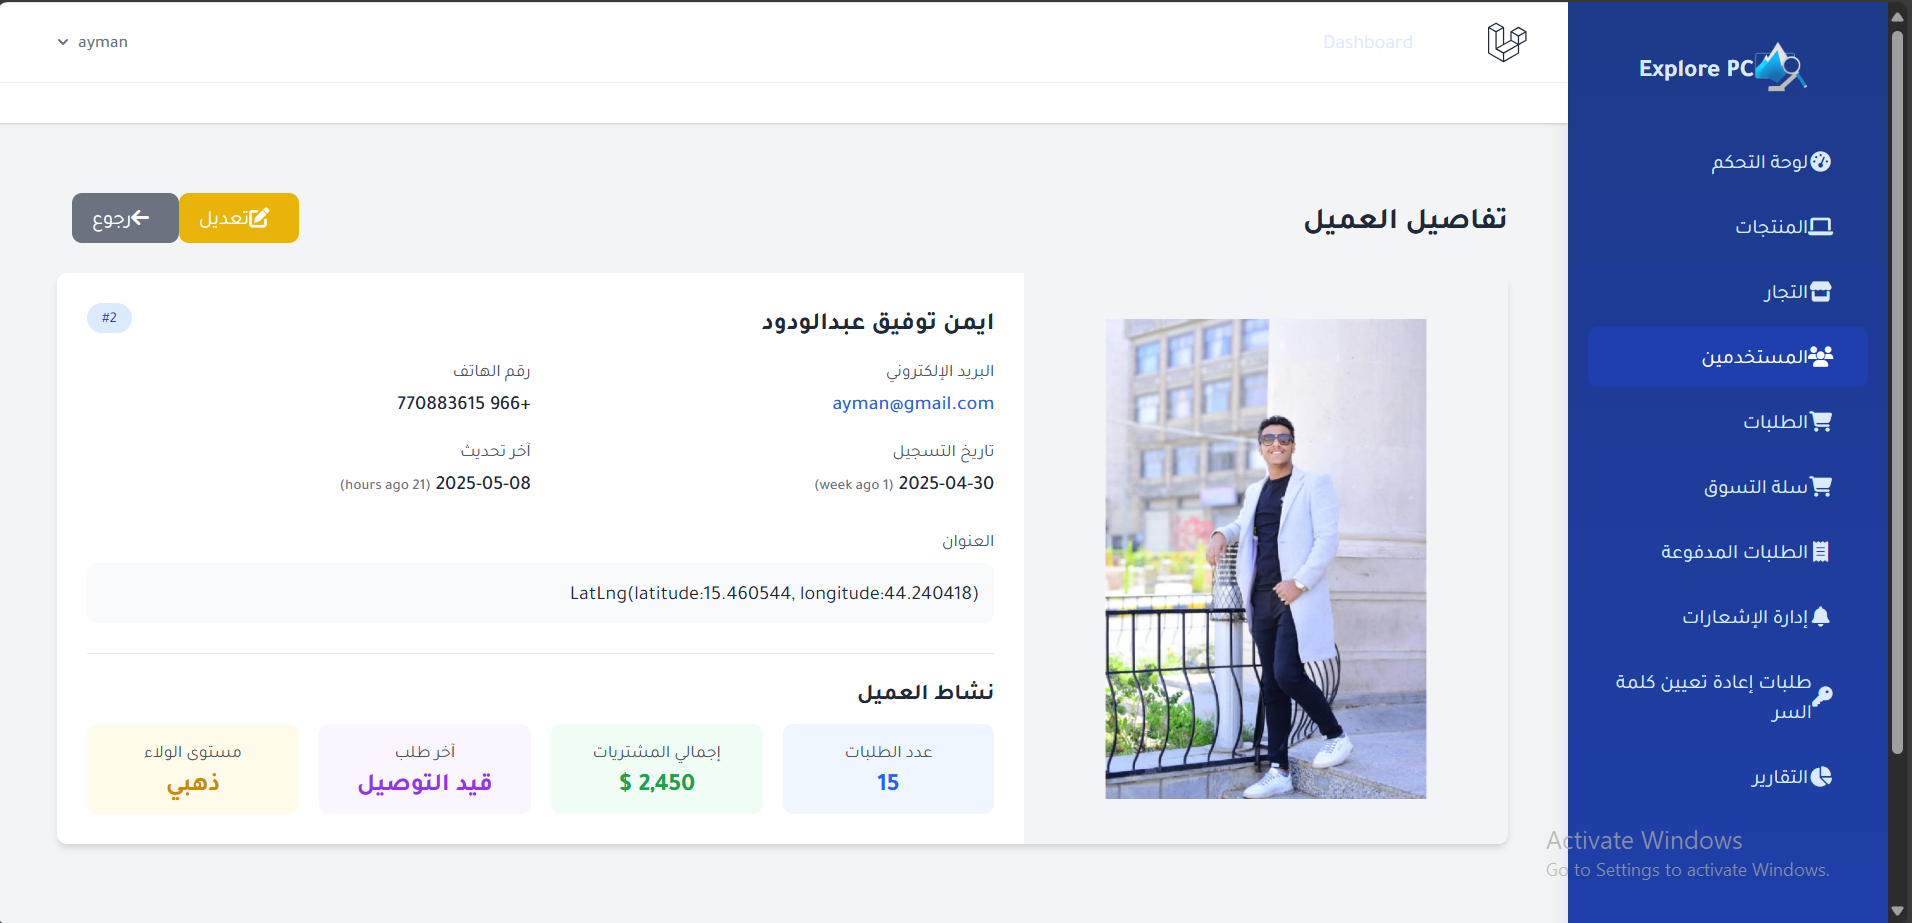 Explore PC
لوحة التحكم
المنتجات
التجار
المستخدمين
الطلبات
سلة التسوق
الطلبات المدفوعة
إدارة الإشعارات
طلبات إعادة تعيين كلمة
السر
التقارير
Dashboard
ayman
تفاصيل العميل
تعديل
رجوع
ايمن توفيق عبدالودود
#2
البريد الإلكتروني
ayman@gmail.com
رقم الهاتف
770883615 966+
تاريخ التسجيل
2025-04-30 (week ago 1)
آخر تحديث
2025-05-08 (hours ago 21)
العنوان
LatLng(latitude:15.460544, longitude:44.240418)
نشاط العميل
عدد الطلبات
15
إجمالي المشتريات
$ 2,450
آخر طلب
قيد التوصيل
مستوى الولاء
ذهبي
Activate Windows
Go to Settings to activate Windows.